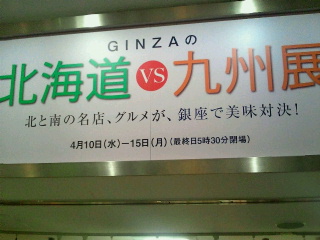 GINZAの
北海道VS九州展
北と南の名店、グルメが、銀座で美味対決!
4月10日(水)―15日(月)(最終日5時30分閉場)